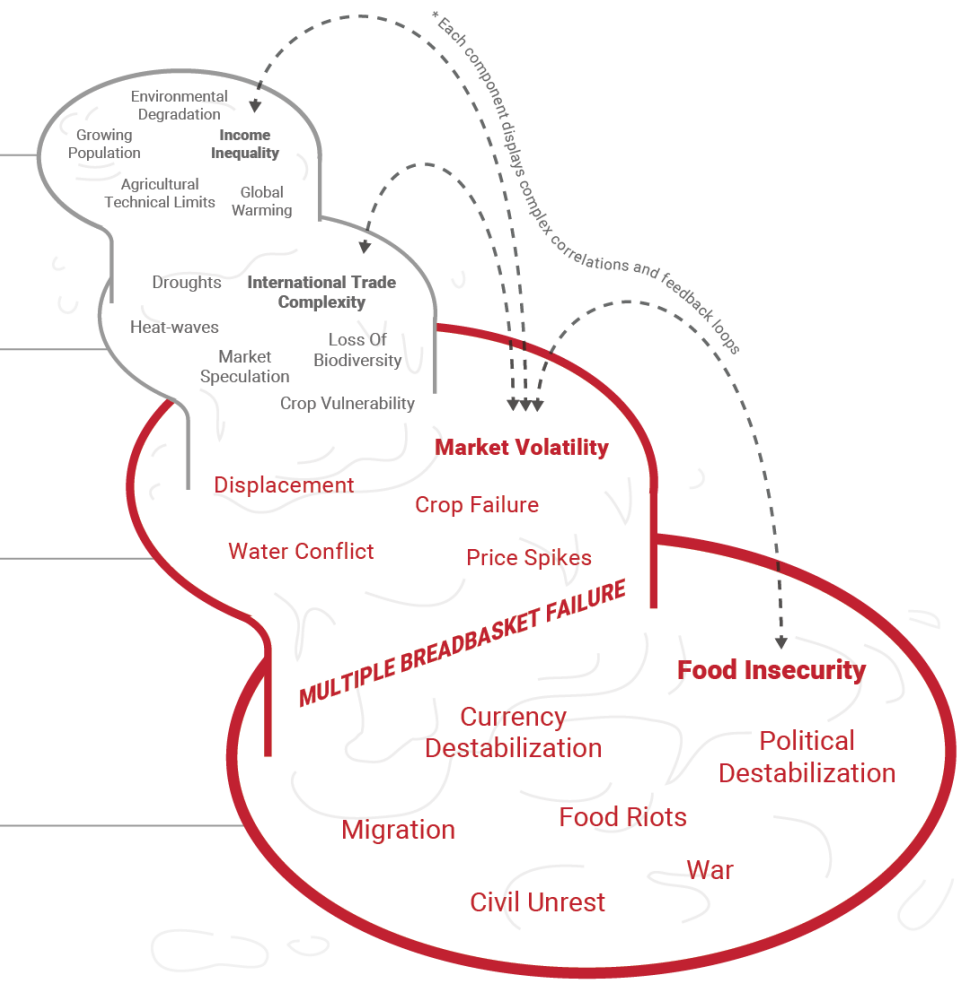 * Each component displays complex correlations and feedback loops
Environmental
Degradation
Growing
Population
Income
Inequality
Agricultural
Technical Limits
Global
Warming
Droughts
International Trade
Complexity
Heat-waves
Loss Of
Biodiversity
Market
Speculation
Crop Vulnerability
Market Volatility
Displacement
Crop Failure
Water Conflict
Price Spikes
MULTIPLE BREADBASKET FAILURE
Food Insecurity
Currency
Destabilization
Political
Destabilization
Food Riots
Migration
War
Civil Unrest